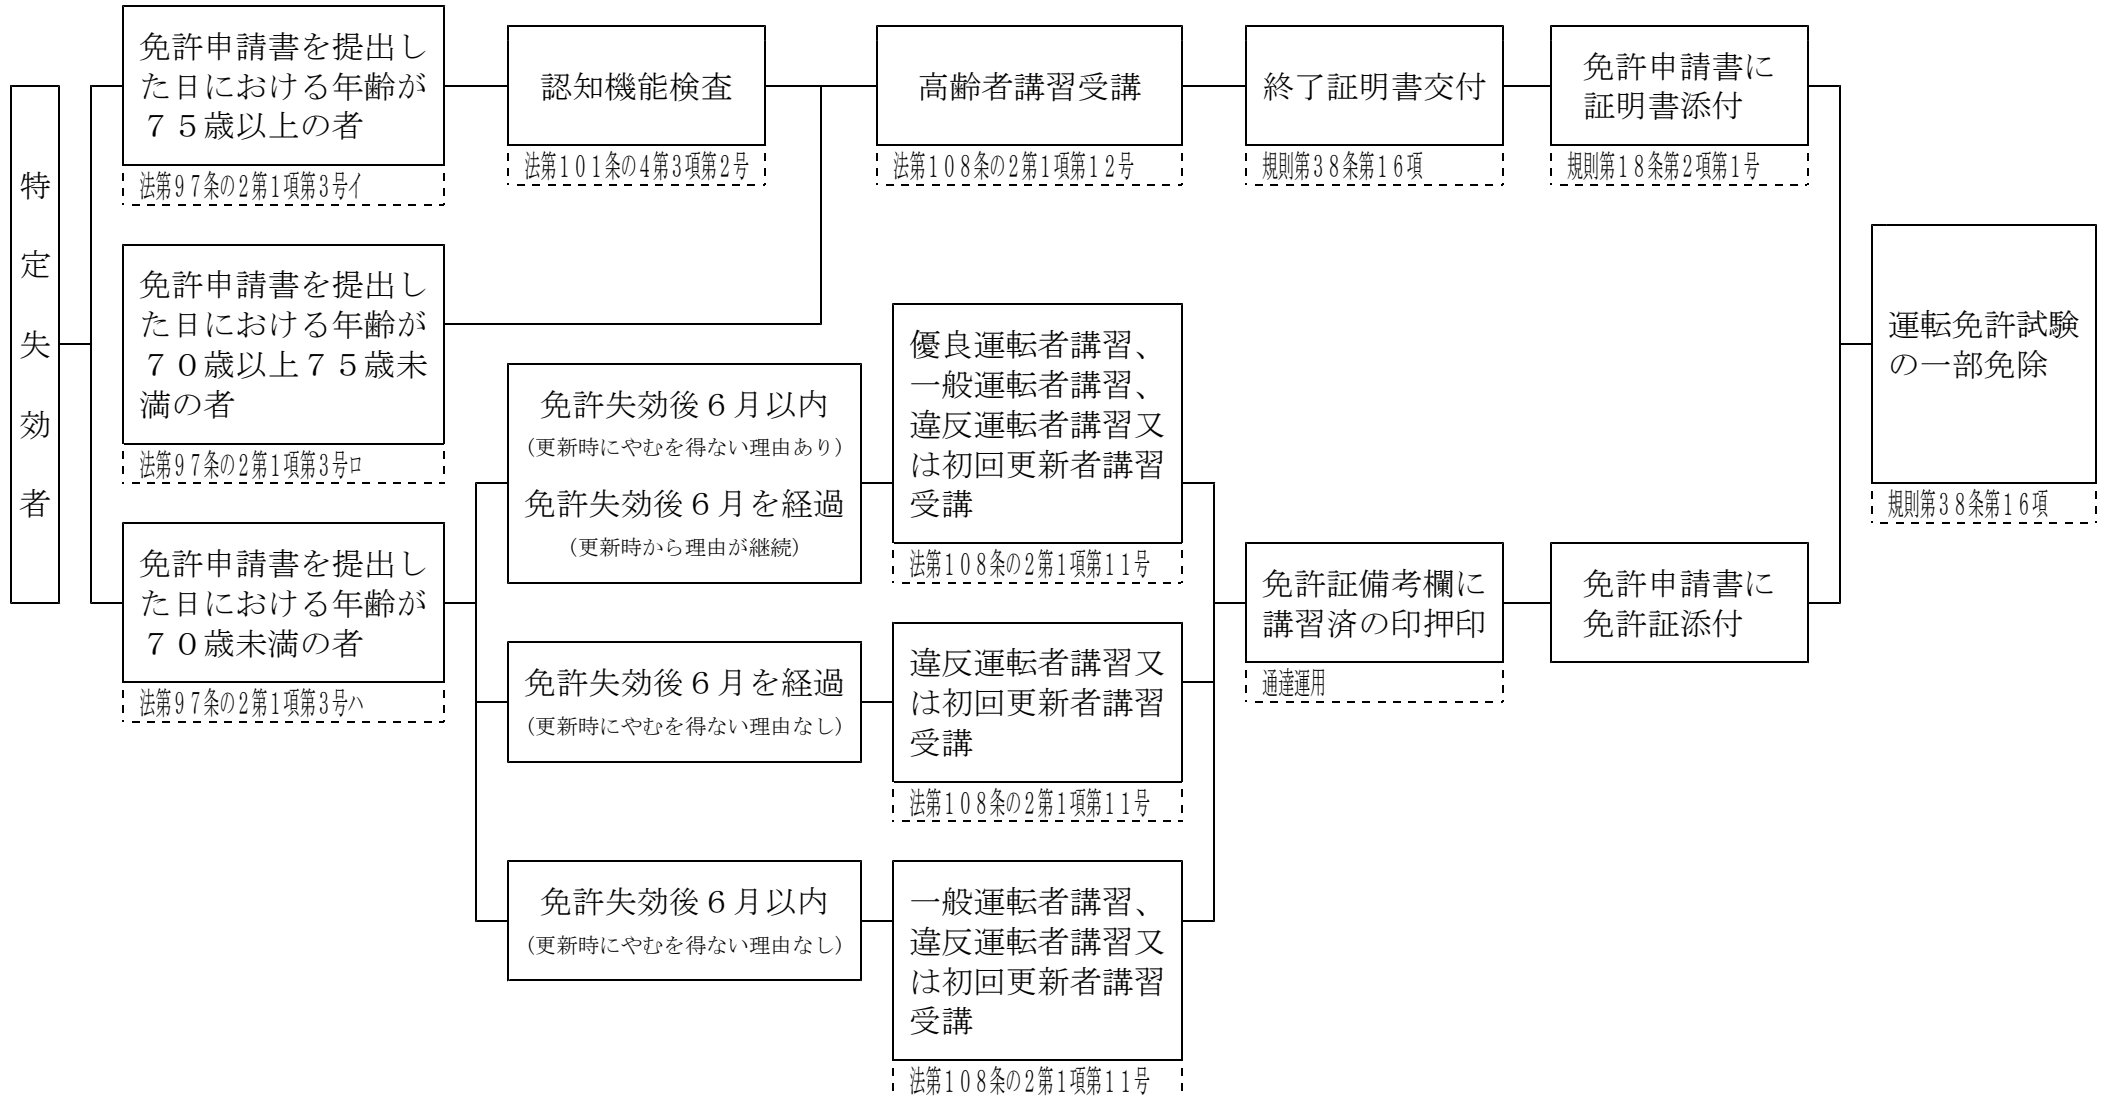 特
定
失
効
者
免許申請書を提出し
た日における年齢が
７５歳以上の者
法第97条の2第1項第3号イ
認知機能検査
法第101条の4第3項第2号
高齢者講習受講
法第108条の2第1項第12号
終了証明書交付
規則第38条第16項
免許申請書に
証明書添付
規則第18条第2項第1号
免許申請書を提出し
た日における年齢が
７０歳以上７５歳未
満の者
法第97条の2第1項第3号ロ
免許申請書を提出し
た日における年齢が
７０歳未満の者
法第97条の2第1項第3号ハ
免許失効後６月以内
（更新時にやむを得ない理由あり）
免許失効後６月を経過
（更新時から理由が継続）
優良運転者講習、
一般運転者講習、
違反運転者講習又
は初回更新者講習
受講
法第108条の2第1項第11号
免許失効後６月を経過
（更新時にやむを得ない理由なし）
違反運転者講習又
は初回更新者講習
受講
法第108条の2第1項第11号
免許失効後６月以内
（更新時にやむを得ない理由なし）
一般運転者講習、
違反運転者講習又
は初回更新者講習
受講
法第108条の2第1項第11号
免許証備考欄に
講習済の印押印
通達運用
免許申請書に
免許証添付
運転免許試験
の一部免除
規則第38条第16項